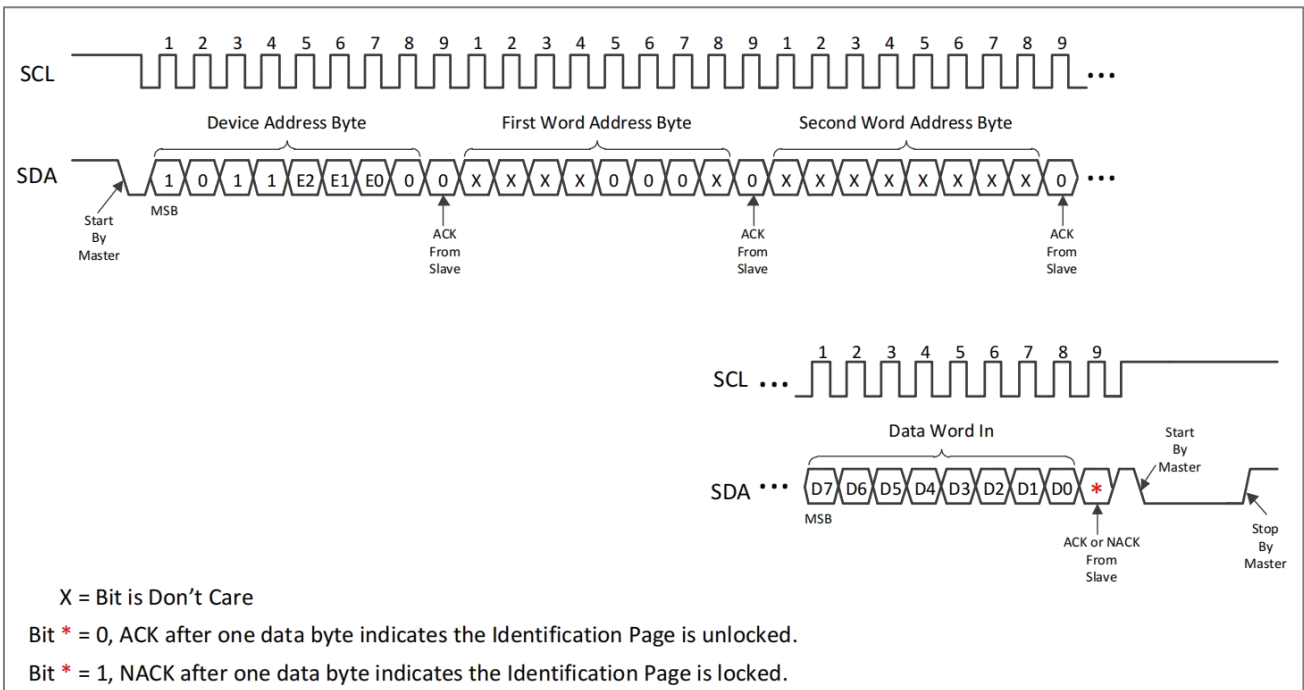 1 2 3 4 5 6 7 8 9 1 2 3 4 5 6 7 8 9 1 2 3 4 5 6 7 8 9
SCL ...
Device Address Byte First Word Address Byte Second Word Address Byte
SDA 1 0 1 1 E2 E1 E0 0 0 X X X X 0 0 0 X 0 X X X X X X X X 0 ...
MSB
Start
By
Master
ACK
From
Slave
ACK
From
Slave
ACK
From
Slave
1 2 3 4 5 6 7 8 9
SCL ...
Data Word In
Start
By
Master
SDA ... D7 D6 D5 D4 D3 D2 D1 D0 *
MSB
ACK or NACK
From
Slave
Stop
By
Master
X = Bit is Don’t Care
Bit * = 0, ACK after one data byte indicates the Identification Page is unlocked.
Bit * = 1, NACK after one data byte indicates the Identification Page is locked.